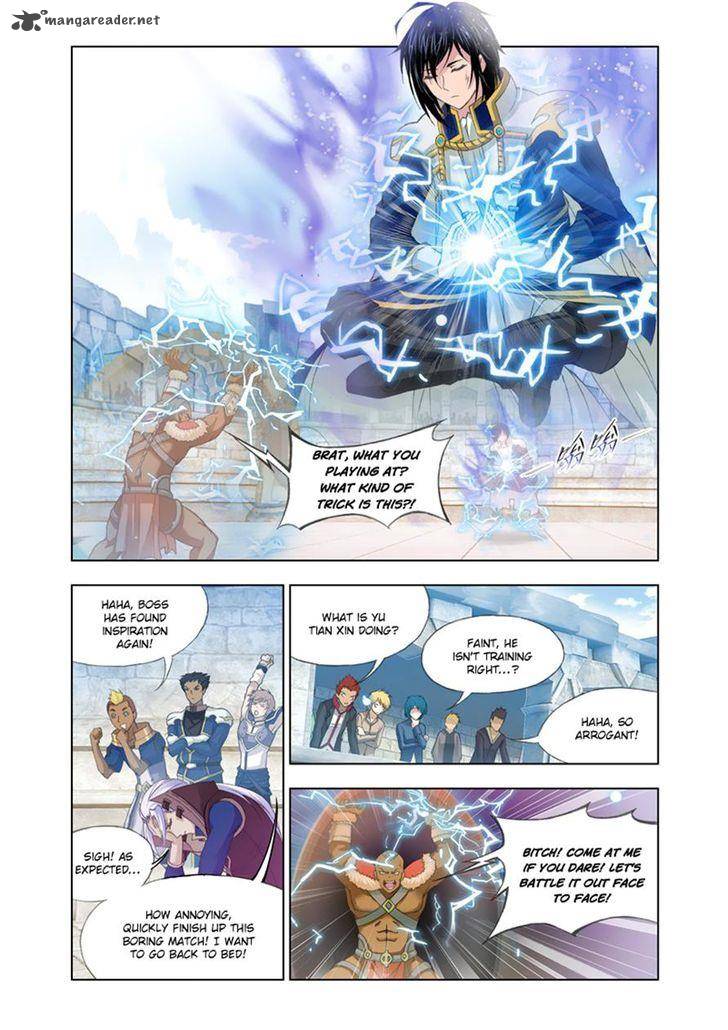 mangareader.net
BRAT, WHAT YOU
PLAYING AT?
WHAT KIND OF
TRICK IS THIS?!
HAHA, BOSS
HAS FOUND
INSPIRATION
AGAIN!
SIGH! AS
EXPECTED...
HOW ANNOYING,
QUICKLY FINISH UP THIS
BORING MATCH! I WANT
TO GO BACK TO BED!
WHAT IS YU
TIAN XIN DOING?
FAINT, HE
ISN'T TRAINING
RIGHT...?
HAHA, SO
ARROGANT!
BITCH! COME AT ME
IF YOU DARE! LET'S
BATTLE IT OUT FACE
TO FACE!